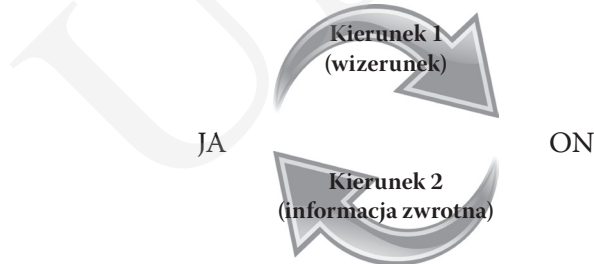 Kierunek 1
(wizerunek)
JA
ON
Kierunek 2
(informacja zwrotna)